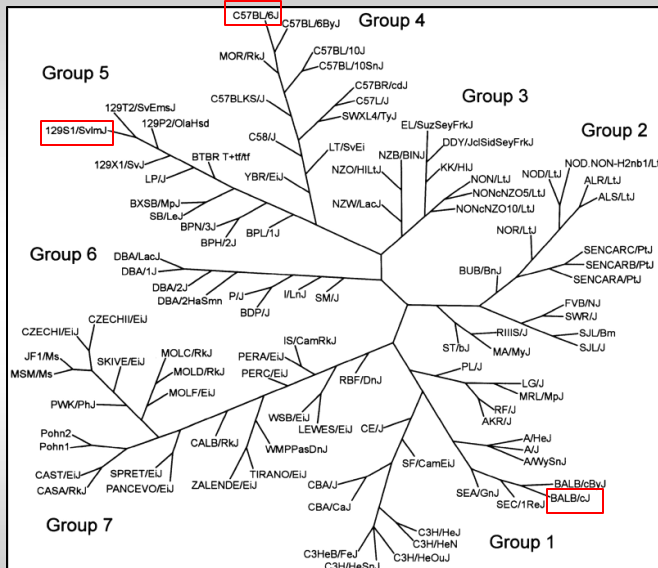 C57BL/6J
C57BL/6ByJ
Group 4
MOR/RkJ
C57BL/10J
C57BL/10SnJ
C57BR/cdJ
C57L/J
SWXL4/TyJ
C57BLKS/J
C58/J
LT/SvEi
YBR/EiJ
Group 5
129T2/SvEmsJ
129P2/OlaHsd
129S1/SvImJ
129X1/SvJ
BTBR T+tf/tf
LP/J
BXSB/MpJ
SB/LeJ
BPN/3J
BPH/2J
BPL/1J
Group 3
EL/SuzSeyFrkJ
DDY/JclSidSeyFrkJ
NZB/BINJ
NZO/HILtJ
KK/HIJ
NZW/LacJ
NON/LtJ
NONcNZO5/LtJ
NONcNZO10/LtJ
Group 2
NOD.NON-H2nb1/Lt
NOD/LtJ
ALR/LtJ
ALS/LtJ
NOR/LtJ
SENCARC/PtJ
SENCARB/PtJ
SENCARA/PtJ
BUB/BnJ
FVB/NJ
SWR/J
SJL/Bm
SJL/J
RIIIS/J
MA/MyJ
ST/bJ
Group 6
DBA/LacJ
DBA/1J
DBA/2J
DBA/2HaSmn
P/J
BDP/J
I/LnJ
SM/J
CZECHII/EiJ
CZECHI/EiJ
JF1/Ms
MSM/Ms
SKIVE/EiJ
MOLC/RkJ
MOLD/RkJ
MOLF/EiJ
PWK/PhJ
Pohn2
Pohn1
CAST/EiJ
CASA/RkJ
SPRET/EiJ
PANCEVO/EiJ
Group 7
IS/CamRkJ
PERA/EiJ
PERC/EiJ
RBF/DnJ
WSB/EiJ
LEWES/EiJ
CALB/RkJ
WMPPasDnJ
TIRANO/EiJ
ZALENDE/EiJ
PL/J
LG/J
MRL/MpJ
RF/J
AKR/J
CE/J
A/HeJ
A/J
A/WySnJ
SF/CamEiJ
SEA/GnJ
BALB/cByJ
BALB/cJ
SEC/1ReJ
CBA/J
CBA/CaJ
C3H/HeJ
C3H/HeN
C3H/HeOuJ
C3HeB/FeJ
C3H/HeSnJ
Group 1